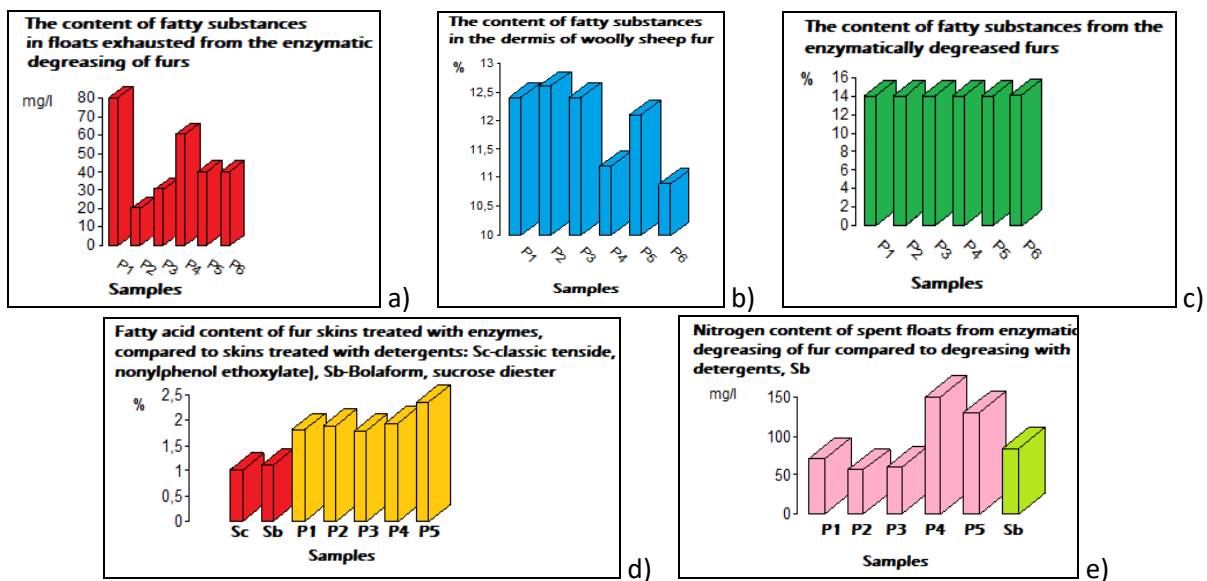 The content of fatty substances
in floats exhausted from the enzymatic
degreasing of furs
mg/l
80
70
60
50
40
30
20
10
0
P1 P2 P3 P4 P5 P6
Samples
a)
The content of fatty substances
in the dermis of woolly sheep fur
%
13
12,5
12
11,5
11
10,5
10
P1 P2 P3 P4 P5 P6
Samples
b)
The content of fatty substances from the
enzymatically degreased furs
%
16
14
12
10
8
6
4
2
0
P1 P2 P3 P4 P5 P6
Samples
c)
Fatty acid content of fur skins treated with enzymes,
compared to skins treated with detergents: Sc-classic tenside,
nonylphenol ethoxylate), Sb-Bolaform, sucrose diester
%
2,5
2
1,5
1
0,5
0
Sc Sb P1 P2 P3 P4 P5
Samples
d)
Nitrogen content of spent floats from enzymatic
degreasing of fur compared to degreasing with
detergents, Sb
mg/l
150
100
50
0
P1 P2 P3 P4 P5 Sb
Samples
e)